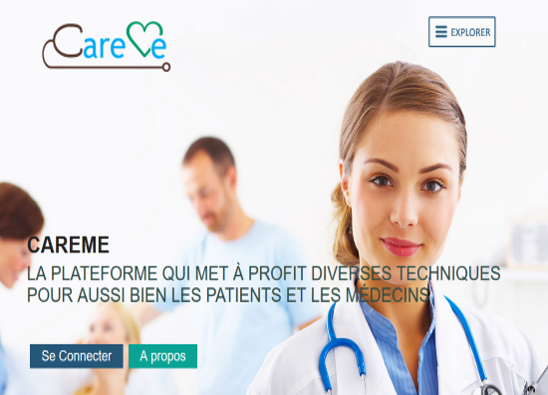 Care e
EXPLORER
CAREME
LA PLATEFORME QUI MET À PROFIT DIVERSES TECHNIQUES
POUR AUSSI BIEN LES PATIENTS ET LES MÉDECINS
Se Connecter
A propos